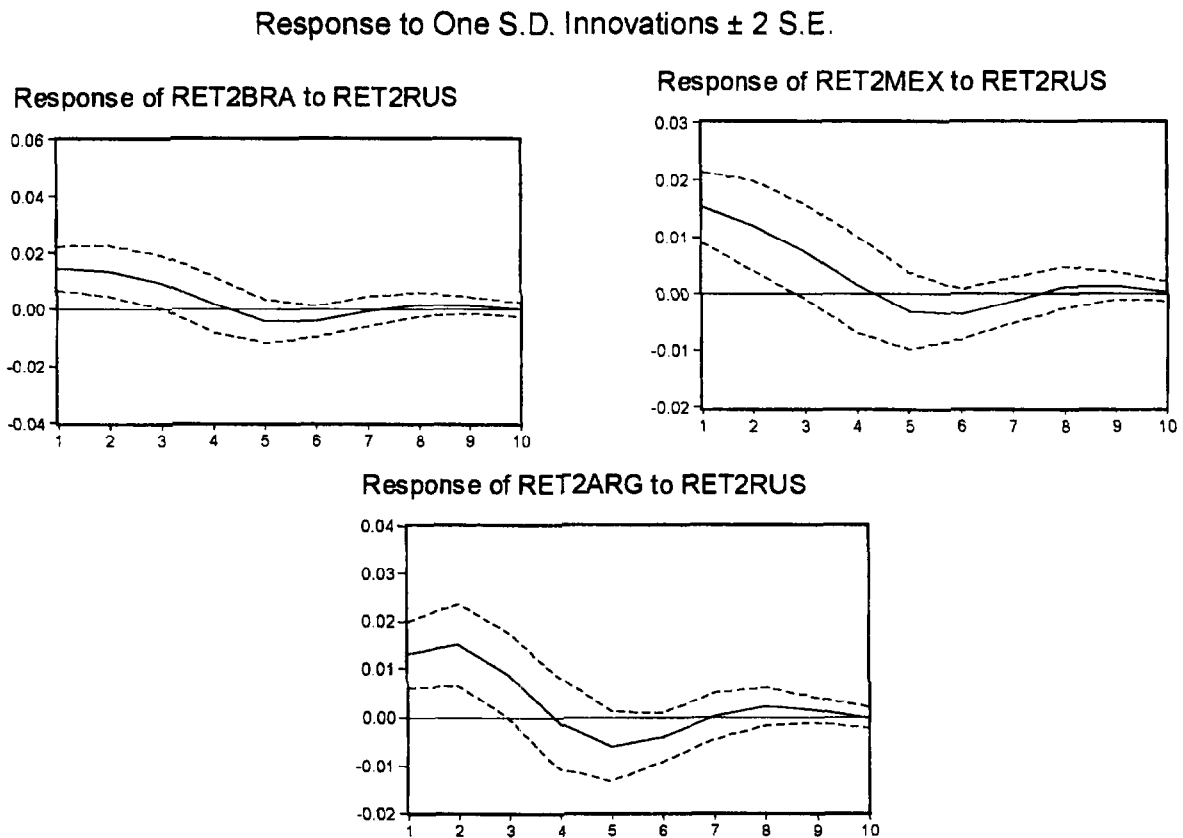 Response to One S.D. Innovations ± 2 S.E.
Response of RET2BRA to RET2RUS
0.06
0.04
0.02
0.00
-0.02
-0.04
1 2 3 4 5 6 7 8 9 10
Response of RET2MEX to RET2RUS
0.03
0.02
0.01
0.00
-0.01
-0.02
1 2 3 4 5 6 7 8 9 10
Response of RET2ARG to RET2RUS
0.04
0.03
0.02
0.01
0.00
-0.01
-0.02
1 2 3 4 5 6 7 8 9 10